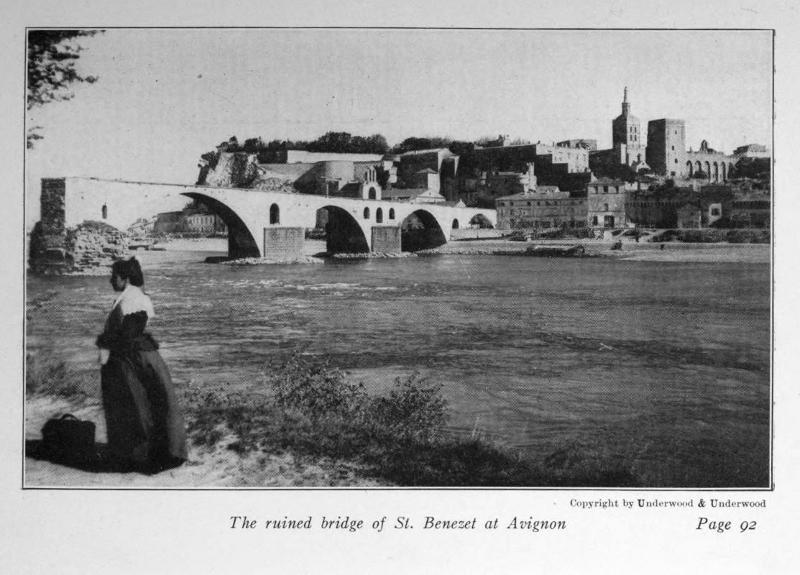 Copyright by Underwood & Underwood
The ruined bridge of St. Benezet at Avignon Page 92